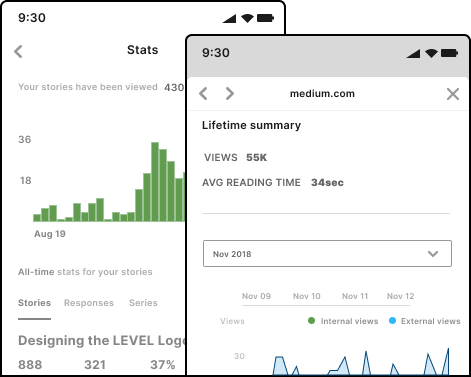 9:30
Stats
Your stories have been viewed 430
36
18
Aug 19
All-time stats for your stories
Stories Responses Series
Designing the LEVEL Logo
888 321 37%
9:30
medium.com
Lifetime summary
VIEWS 55K
AVG READING TIME 34sec
Nov 2018
Nov 09 Nov 10 Nov 11 Nov 12
Views Internal views External views
30